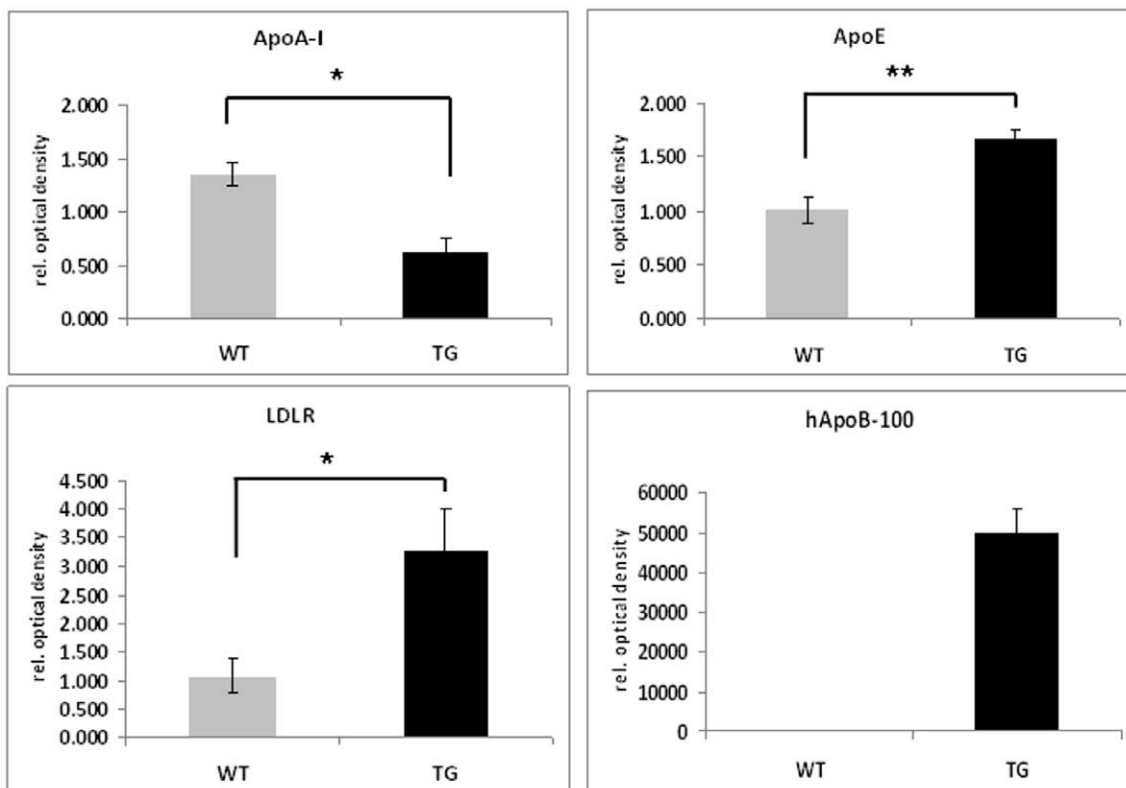 ApoA-I
*
rel. optical density
2.000
1.500
1.000
0.500
0.000
WT TG
ApoE
**
rel. optical density
2.000
1.500
1.000
0.500
0.000
WT TG
LDLR
*
rel. optical density
4.500
4.000
3.500
3.000
2.500
2.000
1.500
1.000
0.500
0.000
WT TG
hApoB-100
rel. optical density
60000
50000
40000
30000
20000
10000
0
WT TG